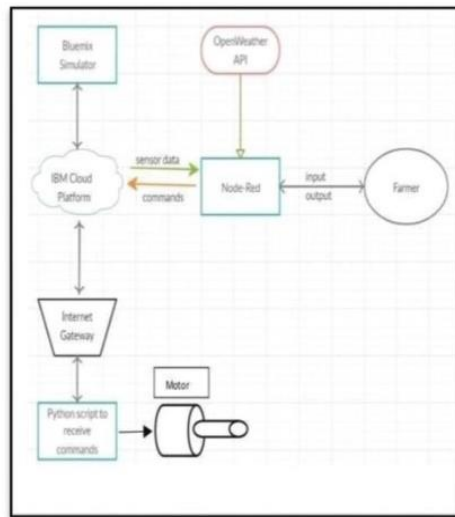 Bluemix
Simulator
OpenWeather
API
IBM Cloud
Platform
sensor data
commands
Node-Red
input
output
Farmer
Internet
Gateway
Motor
Python script to
receive
commands